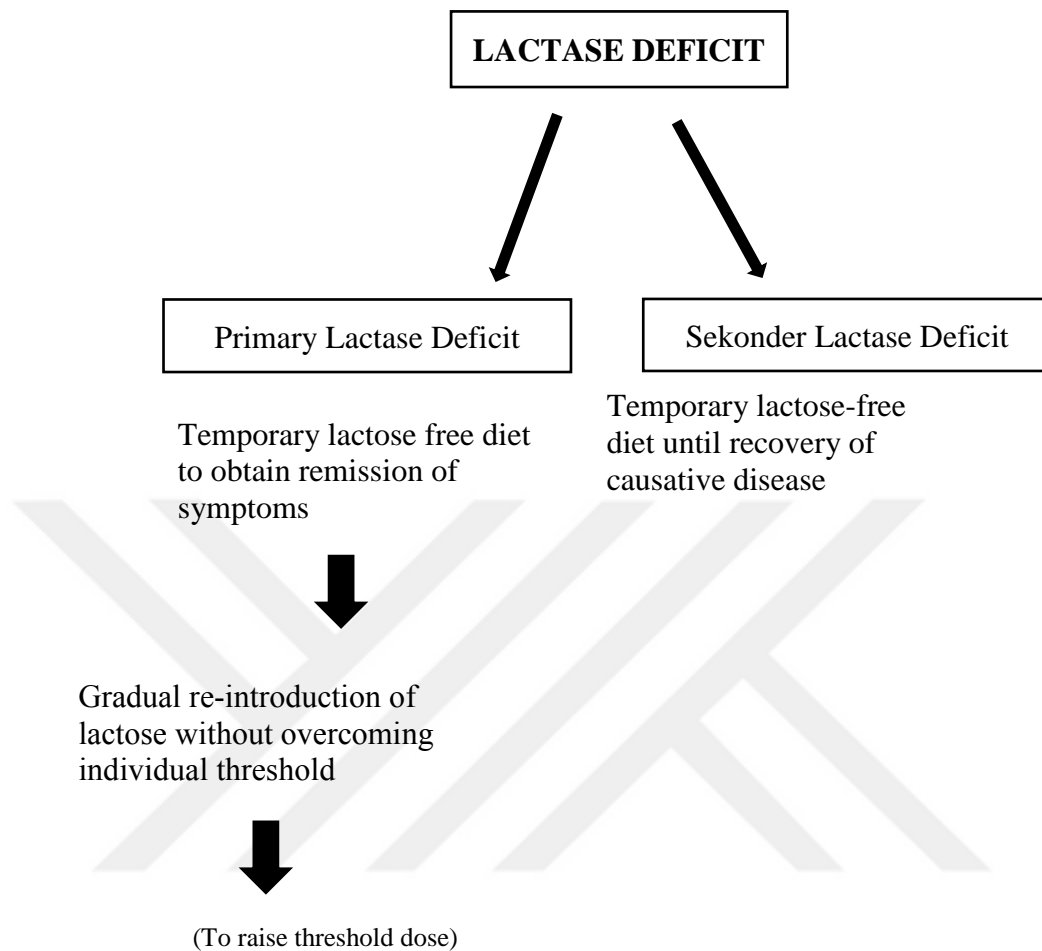 LACTASE DEFICIT
Primary Lactase Deficit
Sekonder Lactase Deficit
Temporary lactose free diet
to obtain remission of
symptoms
Temporary lactose-free
diet until recovery of
causative disease
Gradual re-introduction of
lactose without overcoming
individual threshold
(To raise threshold dose)